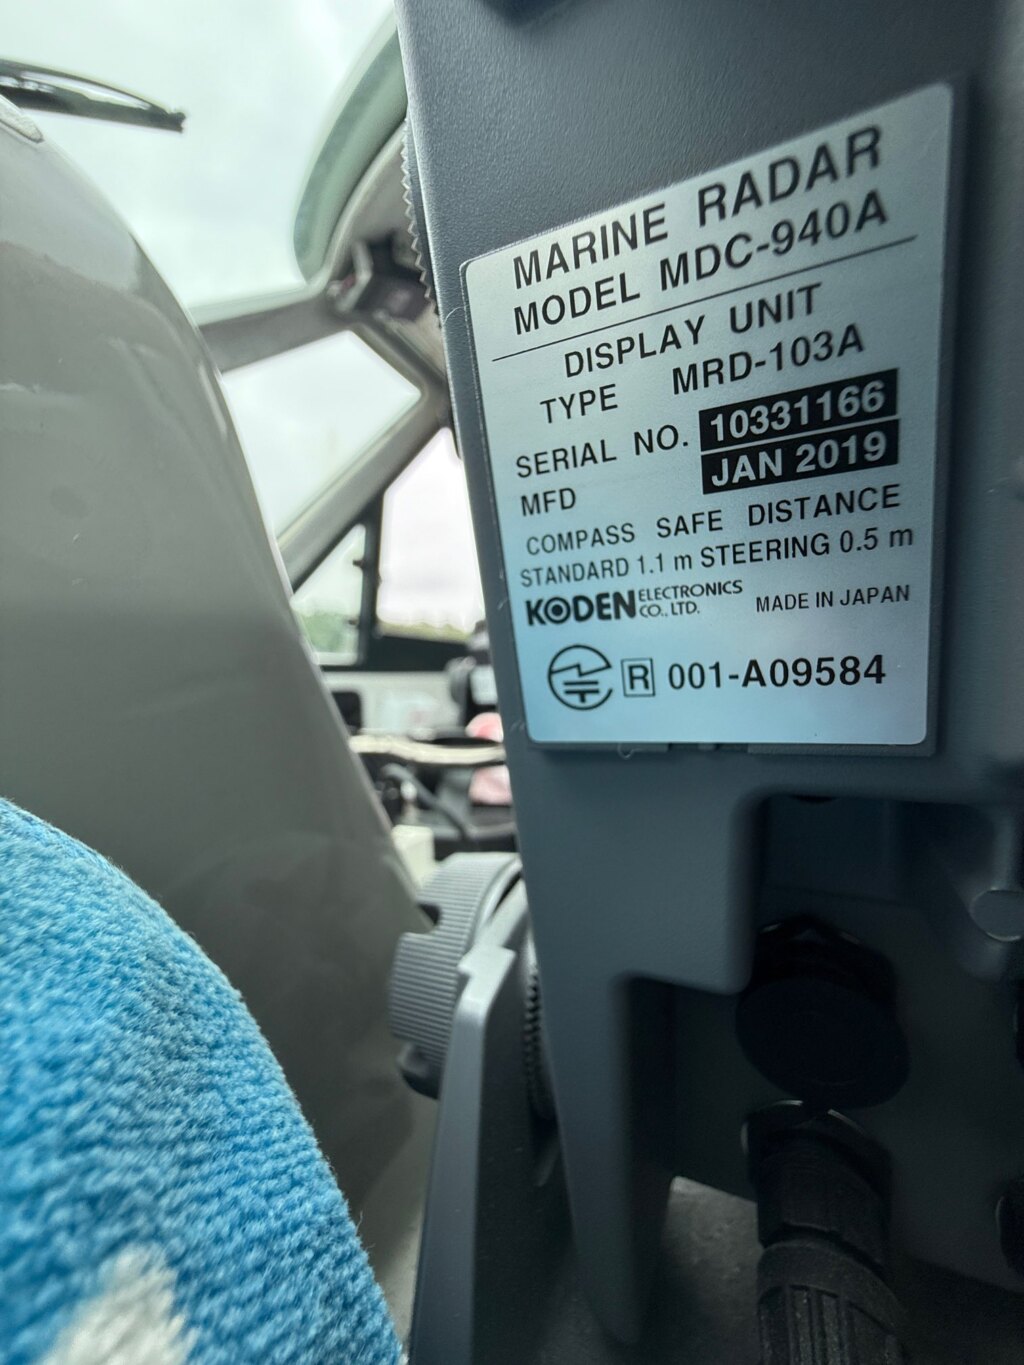 MARINE RADAR
MODEL MDC-940A
DISPLAY UNIT
TYPE MRD-103A
SERIAL NO. 10331166
MFD JAN 2019
COMPASS SAFE DISTANCE
STANDARD 1.1 m STEERING 0.5 m
KODEN ELECTRONICS CO., LTD. MADE IN JAPAN
R 001-A09584